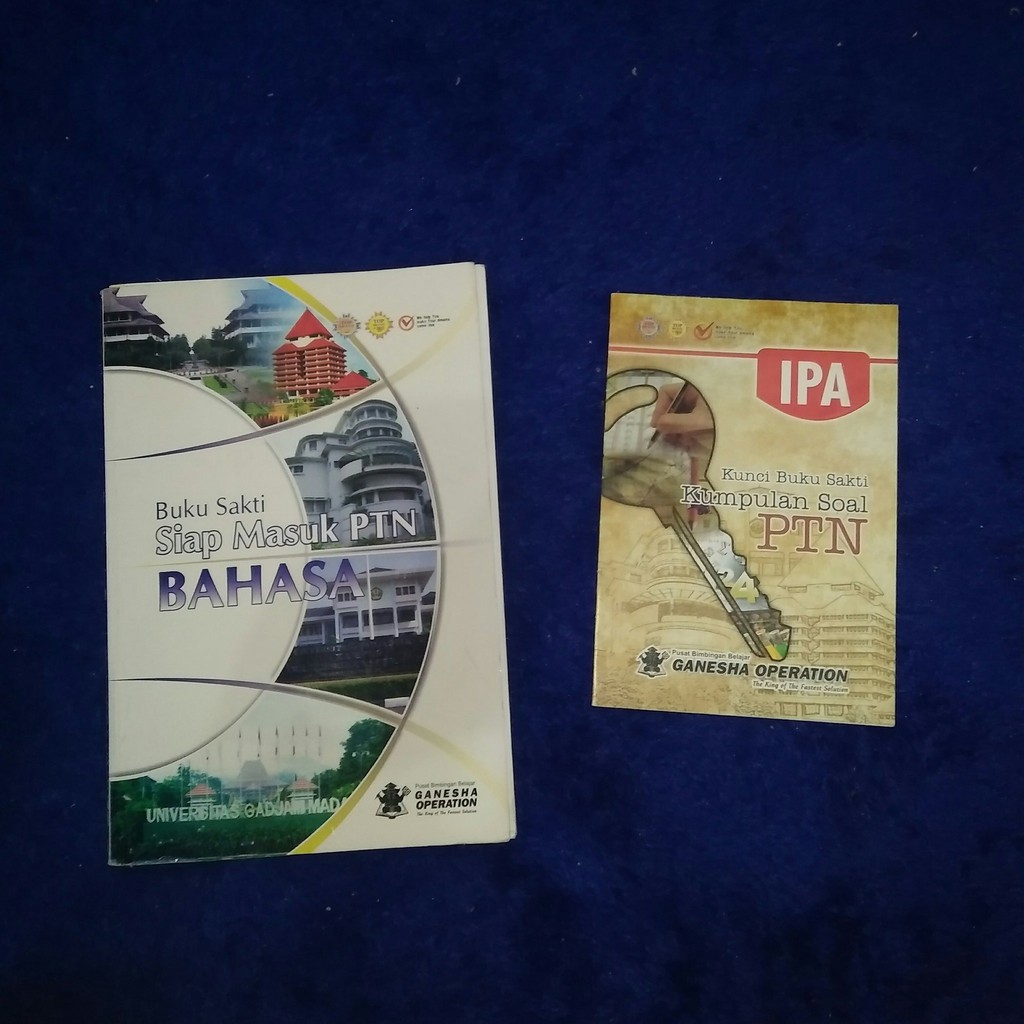 Buku Sakti
Siap Masuk PTN
BAHASA
UNIVERSITAS GADJAH MADA
Pusat Bimbingan Belajar
GANESHA
OPERATION
The King of The Fastest Solution
IPA
Kunci Buku Sakti
Kumpulan Soal
PTN
Pusat Bimbingan Belajar
GANESHA OPERATION
The King of The Fastest Solution